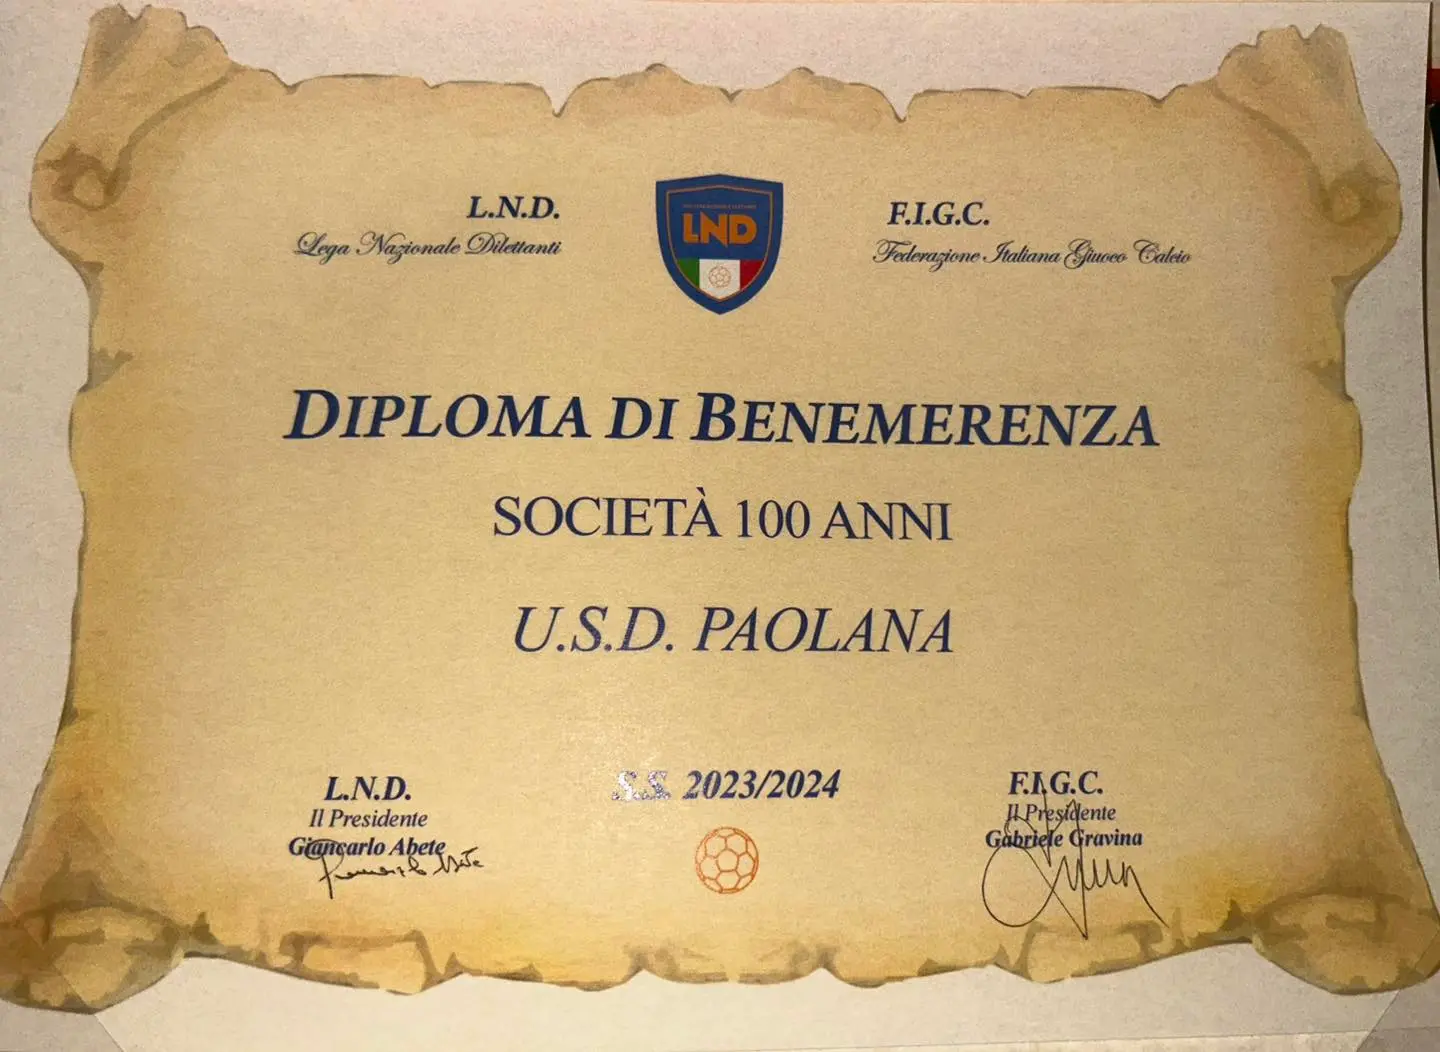 L.N.D.
Lega Nazionale Dilettanti
LND
F.I.G.C.
Federazione Italiana Giuoco Calcio
DIPLOMA DI BENEMERENZA
SOCIETÀ 100 ANNI
U.S.D. PAOLANA
L.N.D.
Il Presidente
Giancarlo Abete
S.S. 2023/2024
F.I.G.C.
Il Presidente
Gabriele Gravina